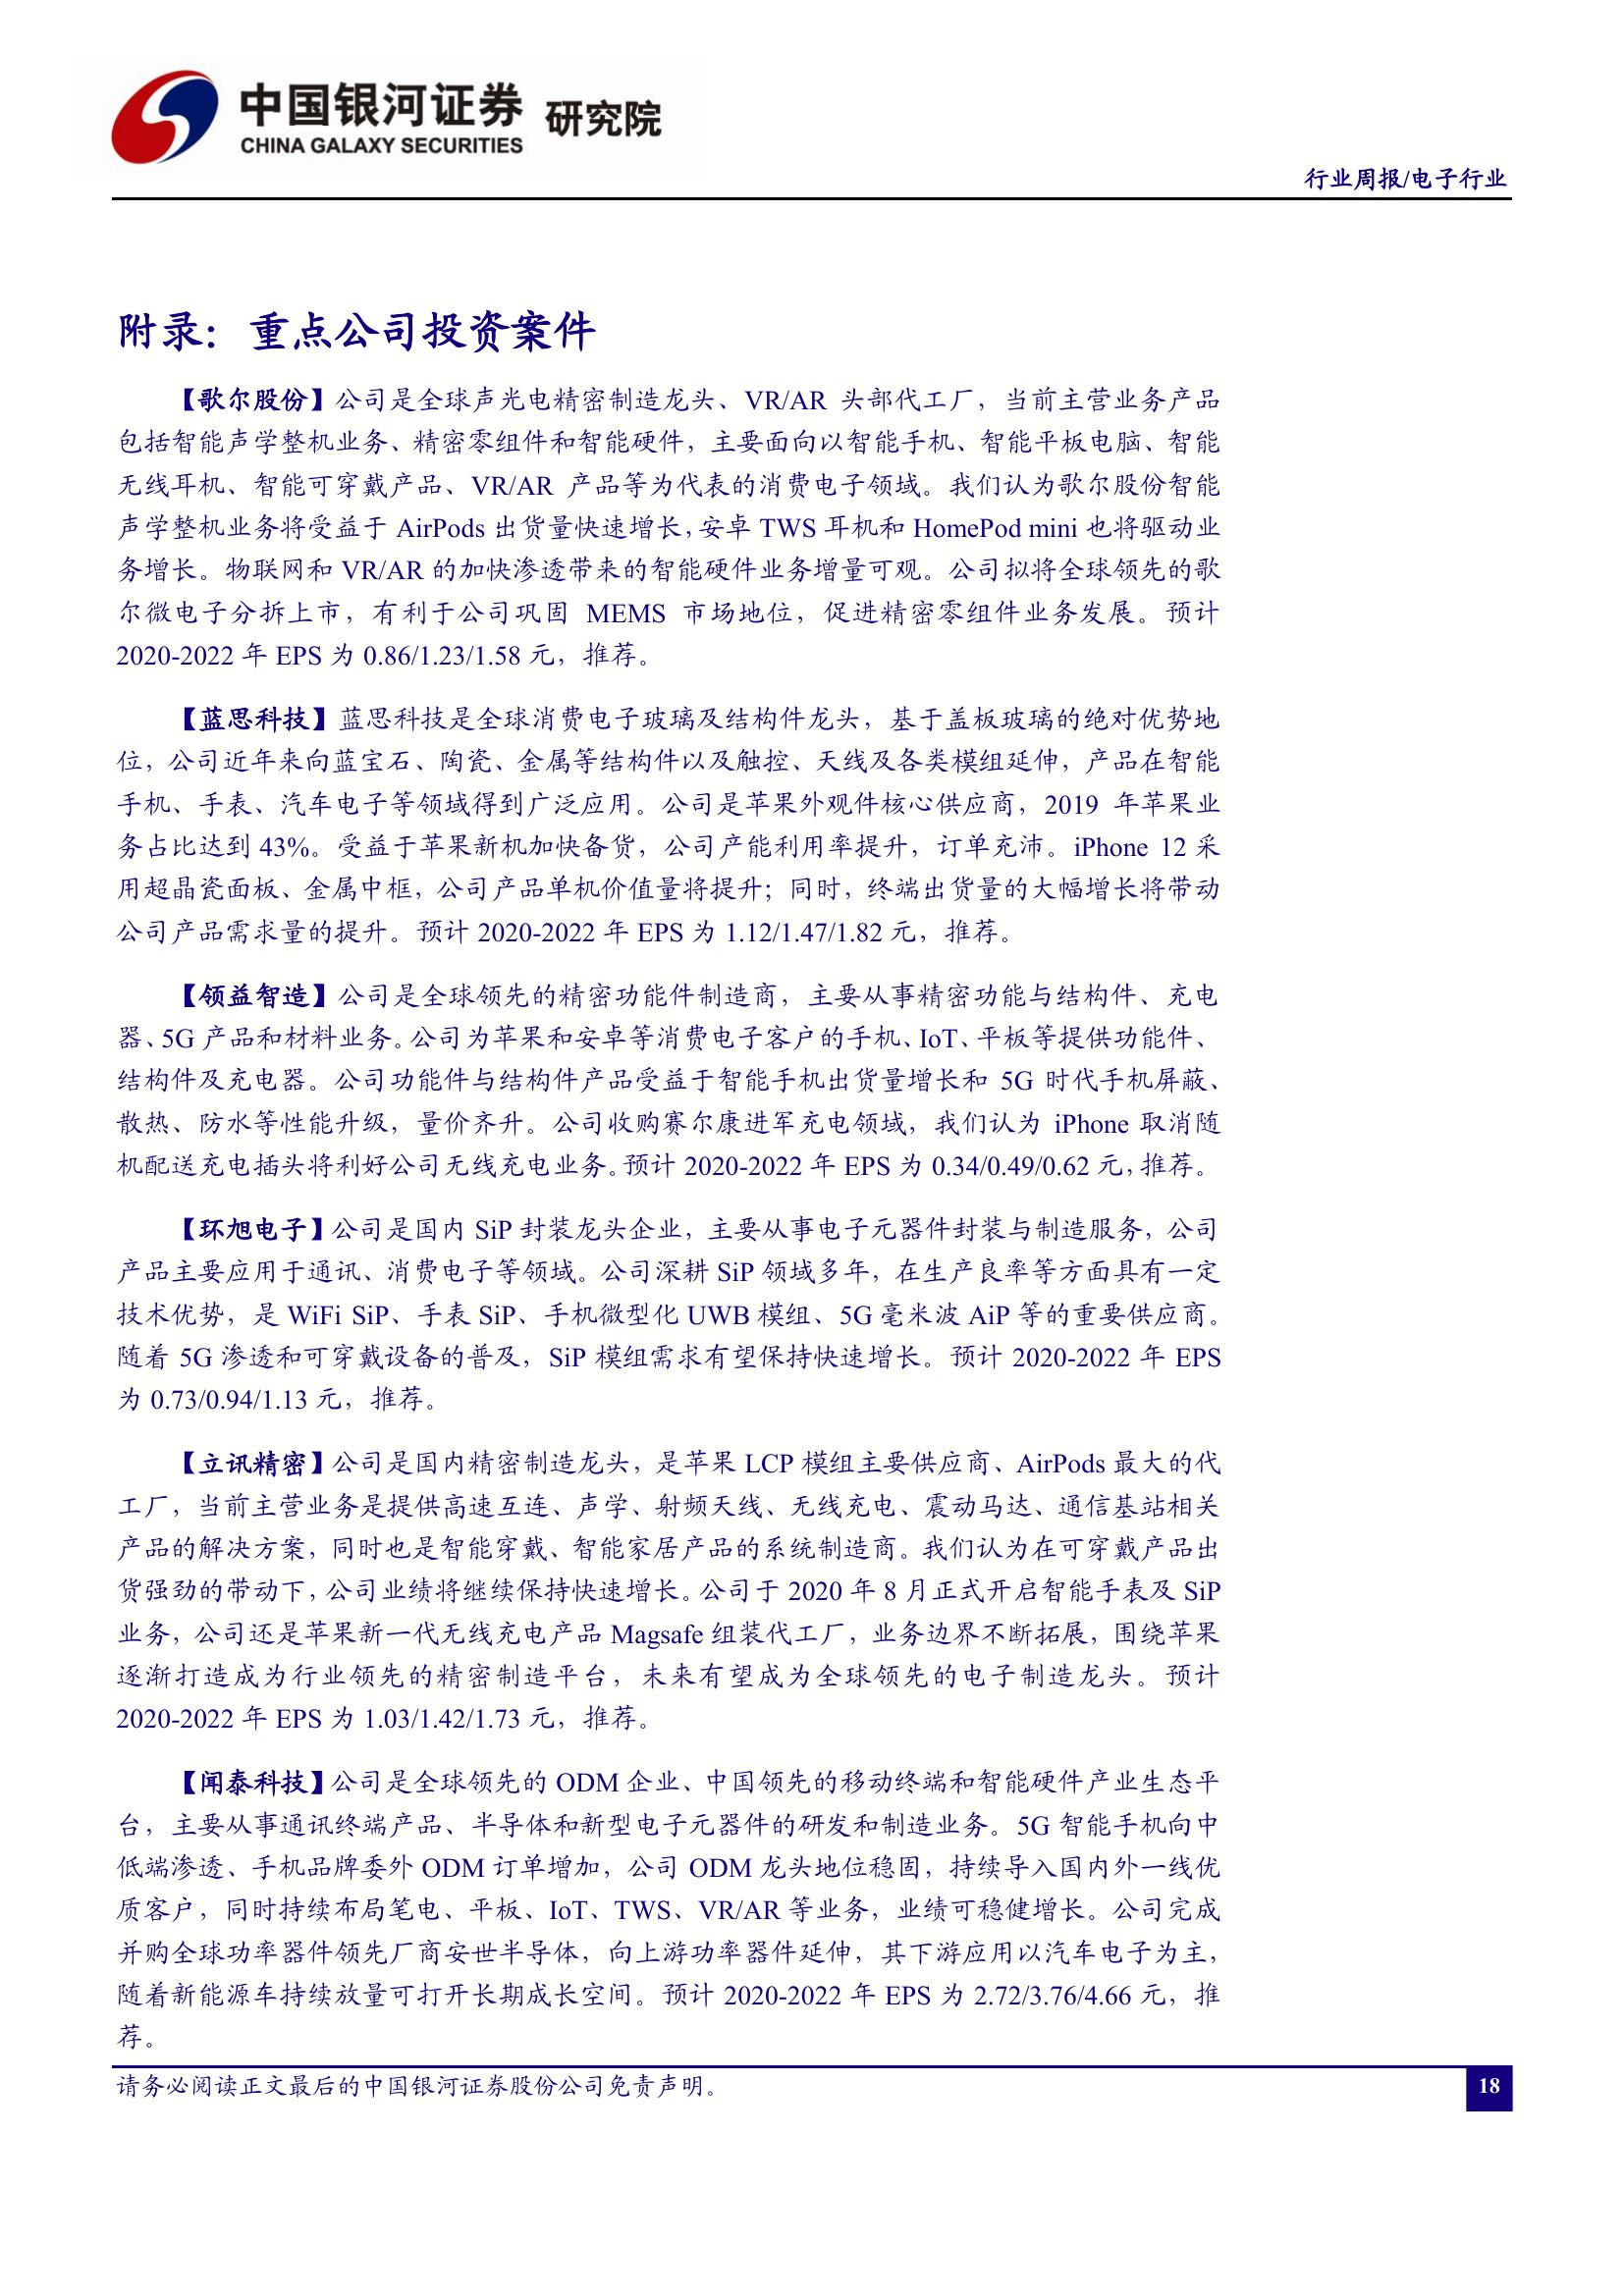 中国银河证券 研究院
CHINA GALAXY SECURITIES
行业周报/电子行业
附录：重点公司投资案件
【歌尔股份】公司是全球声光电精密制造龙头、VR/AR 头部代工厂，当前主营业务产品
包括智能声学整机业务、精密零组件和智能硬件，主要面向以智能手机、智能平板电脑、智能
无线耳机、智能可穿戴产品、VR/AR 产品等为代表的消费电子领域。我们认为歌尔股份智能
声学整机业务将受益于 AirPods 出货量快速增长，安卓 TWS 耳机和 HomePod mini 也将驱动业
务增长。物联网和 VR/AR 的加快渗透带来的智能硬件业务增量可观。公司拟将全球领先的歌
尔微电子分拆上市，有利于公司巩固 MEMS 市场地位，促进精密零组件业务发展。预计
2020-2022 年 EPS 为 0.86/1.23/1.58 元，推荐。
【蓝思科技】蓝思科技是全球消费电子玻璃及结构件龙头，基于盖板玻璃的绝对优势地
位，公司近年来向蓝宝石、陶瓷、金属等结构件以及触控、天线及各类模组延伸，产品在智能
手机、手表、汽车电子等领域得到广泛应用。公司是苹果外观件核心供应商，2019 年苹果业
务占比达到 43%。受益于苹果新机加快备货，公司产能利用率提升，订单充沛。iPhone 12 采
用超晶瓷面板、金属中框，公司产品单机价值量将提升；同时，终端出货量的大幅增长将带动
公司产品需求量的提升。预计 2020-2022 年 EPS 为 1.12/1.47/1.82 元，推荐。
【领益智造】公司是全球领先的精密功能件制造商，主要从事精密功能与结构件、充电
器、5G 产品和材料业务。公司为苹果和安卓等消费电子客户的手机、IoT、平板等提供功能件、
结构件及充电器。公司功能件与结构件产品受益于智能手机出货量增长和 5G 时代手机屏蔽、
散热、防水等性能升级，量价齐升。公司收购赛尔康进军充电领域，我们认为 iPhone 取消随
机配送充电插头将利好公司无线充电业务。预计 2020-2022 年 EPS 为 0.34/0.49/0.62 元，推荐。
【环旭电子】公司是国内 SiP 封装龙头企业，主要从事电子元器件封装与制造服务，公司
产品主要应用于通讯、消费电子等领域。公司深耕 SiP 领域多年，在生产良率等方面具有一定
技术优势，是 WiFi SiP、手表 SiP、手机微型化 UWB 模组、5G 毫米波 AiP 等的重要供应商。
随着 5G 渗透和可穿戴设备的普及，SiP 模组需求有望保持快速增长。预计 2020-2022 年 EPS
为 0.73/0.94/1.13 元，推荐。
【立讯精密】公司是国内精密制造龙头，是苹果 LCP 模组主要供应商、AirPods 最大的代
工厂，当前主营业务是提供高速互连、声学、射频天线、无线充电、震动马达、通信基站相关
产品的解决方案，同时也是智能穿戴、智能家居产品的系统制造商。我们认为在可穿戴产品出
货强劲的带动下，公司业绩将继续保持快速增长。公司于 2020 年 8 月正式开启智能手表及 SiP
业务，公司还是苹果新一代无线充电产品 Magsafe 组装代工厂，业务边界不断拓展，围绕苹果
逐渐打造成为行业领先的精密制造平台，未来有望成为全球领先的电子制造龙头。预计
2020-2022 年 EPS 为 1.03/1.42/1.73 元，推荐。
【闻泰科技】公司是全球领先的 ODM 企业、中国领先的移动终端和智能硬件产业生态平
台，主要从事通讯终端产品、半导体和新型电子元器件的研发和制造业务。5G 智能手机向中
低端渗透、手机品牌委外 ODM 订单增加，公司 ODM 龙头地位稳固，持续导入国内外一线优
质客户，同时持续布局笔电、平板、IoT、TWS、VR/AR 等业务，业绩可稳健增长。公司完成
并购全球功率器件领先厂商安世半导体，向上游功率器件延伸，其下游应用以汽车电子为主，
随着新能源车持续放量可打开长期成长空间。预计 2020-2022 年 EPS 为 2.72/3.76/4.66 元，推
荐。
请务必阅读正文最后的中国银河证券股份公司免责声明。
18